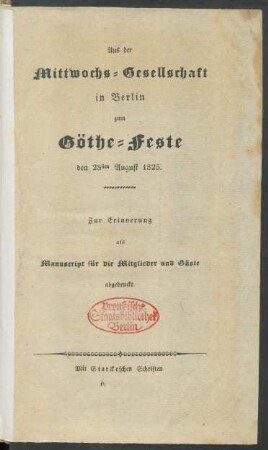 Aus der
Mittwochs-Gesellschaft
in Berlin
zum
Göthe-Feste
den 28sten August 1825.
Zur Erinnerung
als
Manuscript für die Mitglieder und Gäste
abgedruckt.
Preußische
Staatsbibliothek
Berlin
Mit Starckeschen Schriften.